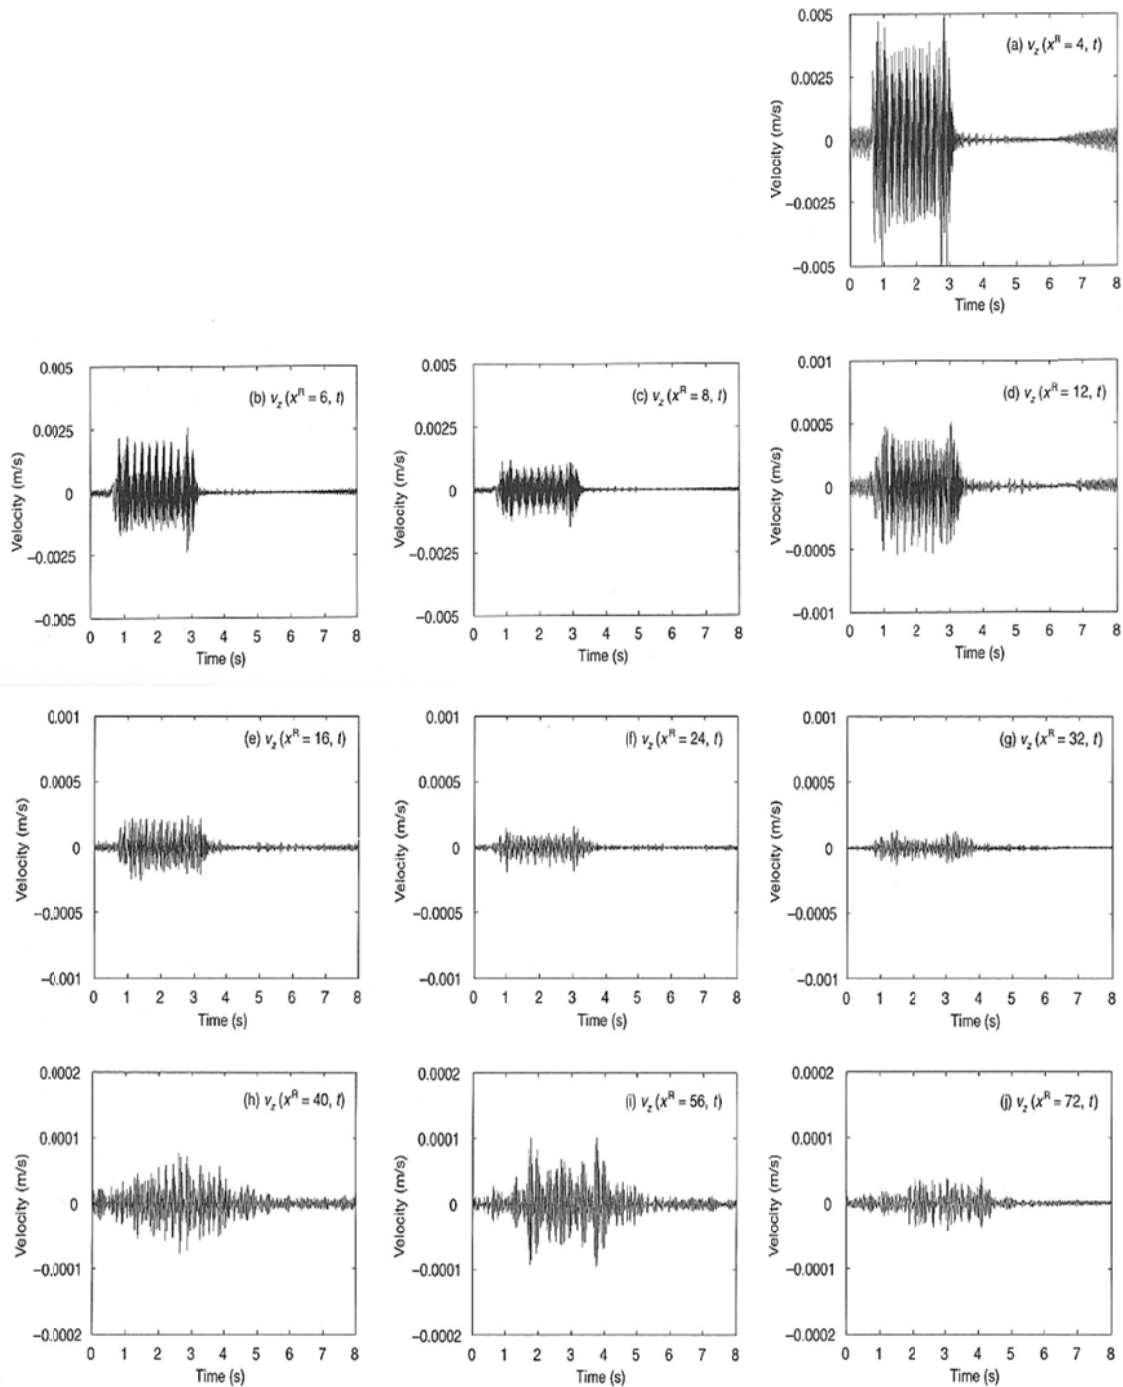 (a) v_z (x^R = 4, t)
0.005
0.0025
0
−0.0025
−0.005
Velocity (m/s)
0 1 2 3 4 5 6 7 8
Time (s)
(b) v_z (x^R = 6, t)
0.005
0.0025
0
−0.0025
−0.005
Velocity (m/s)
0 1 2 3 4 5 6 7 8
Time (s)
(c) v_z (x^R = 8, t)
0.005
0.0025
0
−0.0025
−0.005
Velocity (m/s)
0 1 2 3 4 5 6 7 8
Time (s)
(d) v_z (x^R = 12, t)
0.001
0.0005
0
−0.0005
−0.001
Velocity (m/s)
0 1 2 3 4 5 6 7 8
Time (s)
(e) v_z (x^R = 16, t)
0.001
0.0005
0
−0.0005
−0.001
Velocity (m/s)
0 1 2 3 4 5 6 7 8
Time (s)
(f) v_z (x^R = 24, t)
0.001
0.0005
0
−0.0005
−0.001
Velocity (m/s)
0 1 2 3 4 5 6 7 8
Time (s)
(g) v_z (x^R = 32, t)
0.001
0.0005
0
−0.0005
−0.001
Velocity (m/s)
0 1 2 3 4 5 6 7 8
Time (s)
(h) v_z (x^R = 40, t)
0.0002
0.0001
0
−0.0001
−0.0002
Velocity (m/s)
0 1 2 3 4 5 6 7 8
Time (s)
(i) v_z (x^R = 56, t)
0.0002
0.0001
0
−0.0001
−0.0002
Velocity (m/s)
0 1 2 3 4 5 6 7 8
Time (s)
(j) v_z (x^R = 72, t)
0.0002
0.0001
0
−0.0001
−0.0002
Velocity (m/s)
0 1 2 3 4 5 6 7 8
Time (s)